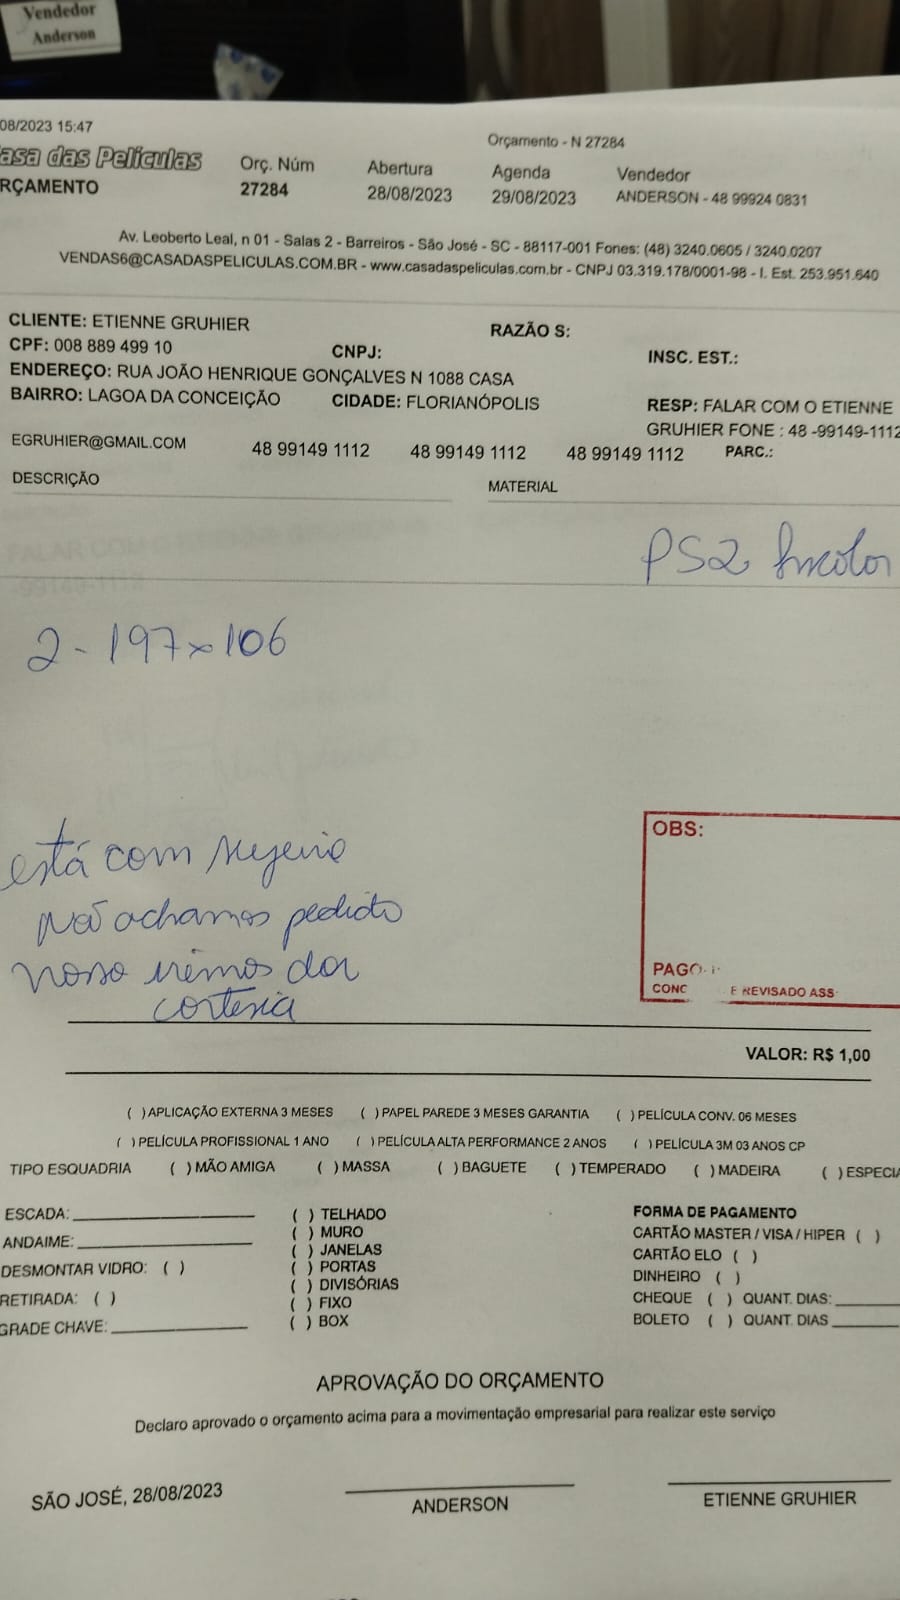 Vendedor
Anderson
08/2023 15:47
Orçamento - N 27284
asa das Películas
RÇAMENTO
Orç. Núm
27284
Abertura
28/08/2023
Agenda
29/08/2023
Vendedor
ANDERSON - 48 99924 0831
Av. Leoberto Leal, n 01 - Salas 2 - Barreiros - São José - SC - 88117-001 Fones: (48) 3240.0605 / 3240.0207
VENDAS6@CASADASPELICULAS.COM.BR - www.casadaspeliculas.com.br - CNPJ 03.319.178/0001-98 - I. Est. 253.951.640
CLIENTE: ETIENNE GRUHIER
RAZÃO S:
CPF: 008 889 499 10
CNPJ:
INSC. EST.:
ENDEREÇO: RUA JOÃO HENRIQUE GONÇALVES N 1088 CASA
BAIRRO: LAGOA DA CONCEIÇÃO
CIDADE: FLORIANÓPOLIS
RESP: FALAR COM O ETIENNE
GRUHIER FONE : 48 -99149-1112
EGRUHIER@GMAIL.COM
48 99149 1112
48 99149 1112
48 99149 1112
PARC.:
DESCRIÇÃO
MATERIAL
PS2 Incolor
2 - 197x106
está com
não achamos pedido
nosso iremos dar
cortesia
OBS:
PAGO
CONC
E REVISADO ASS
VALOR: R$ 1,00
( ) APLICAÇÃO EXTERNA 3 MESES ( ) PAPEL PAREDE 3 MESES GARANTIA ( ) PELÍCULA CONV. 06 MESES
( ) PELÍCULA PROFISSIONAL 1 ANO ( ) PELÍCULA ALTA PERFORMANCE 2 ANOS ( ) PELÍCULA 3M 03 ANOS CP
TIPO ESQUADRIA ( ) MÃO AMIGA ( ) MASSA ( ) BAGUETE ( ) TEMPERADO ( ) MADEIRA ( ) ESPECIA
ESCADA:
ANDAIME:
DESMONTAR VIDRO: ( )
RETIRADA: ( )
GRADE CHAVE:
( ) TELHADO
( ) MURO
( ) JANELAS
( ) PORTAS
( ) DIVISÓRIAS
( ) FIXO
( ) BOX
FORMA DE PAGAMENTO
CARTÃO MASTER / VISA / HIPER ( )
CARTÃO ELO ( )
DINHEIRO ( )
CHEQUE ( ) QUANT. DIAS:
BOLETO ( ) QUANT. DIAS
APROVAÇÃO DO ORÇAMENTO
Declaro aprovado o orçamento acima para a movimentação empresarial para realizar este serviço
SÃO JOSÉ, 28/08/2023
ANDERSON
ETIENNE GRUHIER